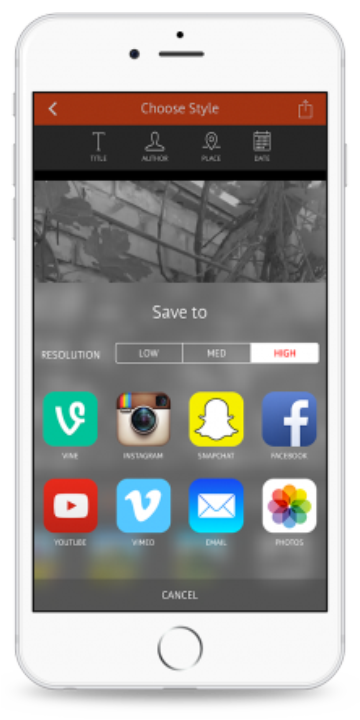 Choose Style
TITLE AUTHOR PLACE DATE
Save to
RESOLUTION LOW MED HIGH
VINE INSTAGRAM SNAPCHAT FACEBOOK
YOUTUBE VIMEO EMAIL PHOTOS
CANCEL